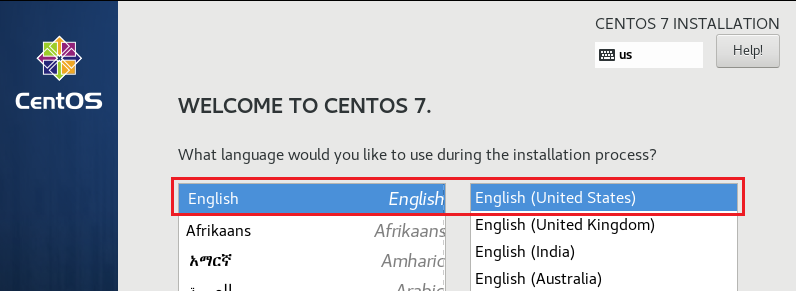 CENTOS 7 INSTALLATION
us
Help!
CentOS
WELCOME TO CENTOS 7.
What language would you like to use during the installation process?
English English English (United States)
Afrikaans Afrikaans English (United Kingdom)
አማርኛ Amharic English (India)
العربية Arabic English (Australia)